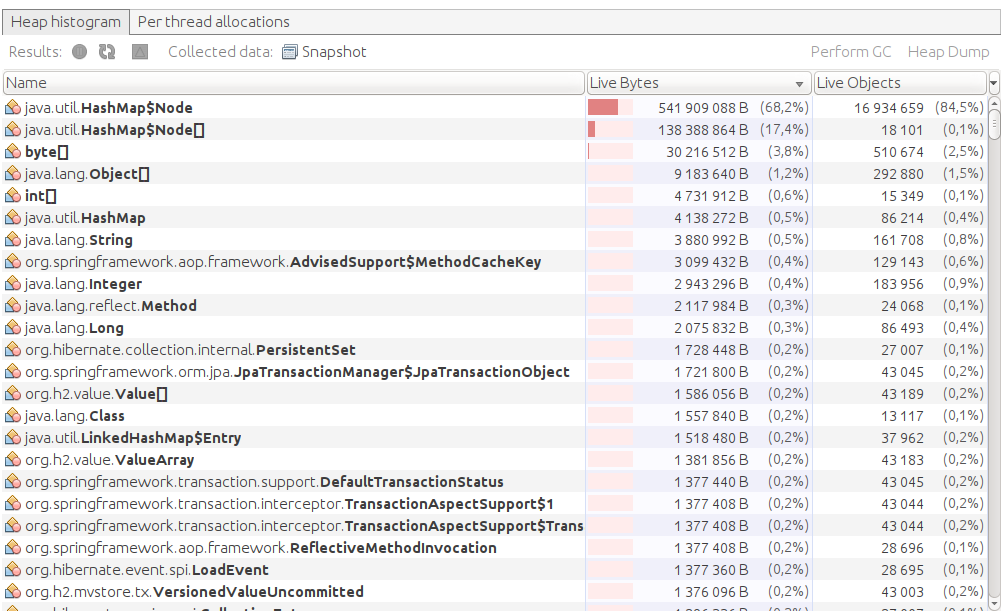 Heap histogram Per thread allocations
Results: Collected data: Snapshot Perform GC Heap Dump
Name Live Bytes Live Objects
java.util.HashMap$Node 541 909 088 B (68,2%) 16 934 659 (84,5%)
java.util.HashMap$Node[] 138 388 864 B (17,4%) 18 101 (0,1%)
byte[] 30 216 512 B (3,8%) 510 674 (2,5%)
java.lang.Object[] 9 183 640 B (1,2%) 292 880 (1,5%)
int[] 4 731 912 B (0,6%) 15 349 (0,1%)
java.util.HashMap 4 138 272 B (0,5%) 86 214 (0,4%)
java.lang.String 3 880 992 B (0,5%) 161 708 (0,8%)
org.springframework.aop.framework.AdvisedSupport$MethodCacheKey 3 099 432 B (0,4%) 129 143 (0,6%)
java.lang.Integer 2 943 296 B (0,4%) 183 956 (0,9%)
java.lang.reflect.Method 2 117 984 B (0,3%) 24 068 (0,1%)
java.lang.Long 2 075 832 B (0,3%) 86 493 (0,4%)
org.hibernate.collection.internal.PersistentSet 1 728 448 B (0,2%) 27 007 (0,1%)
org.springframework.orm.jpa.JpaTransactionManager$JpaTransactionObject 1 721 800 B (0,2%) 43 045 (0,2%)
org.h2.value.Value[] 1 586 056 B (0,2%) 43 189 (0,2%)
java.lang.Class 1 557 840 B (0,2%) 13 117 (0,1%)
java.util.LinkedHashMap$Entry 1 518 480 B (0,2%) 37 962 (0,2%)
org.h2.value.ValueArray 1 381 856 B (0,2%) 43 183 (0,2%)
org.springframework.transaction.support.DefaultTransactionStatus 1 377 440 B (0,2%) 43 045 (0,2%)
org.springframework.transaction.interceptor.TransactionAspectSupport$1 1 377 408 B (0,2%) 43 044 (0,2%)
org.springframework.transaction.interceptor.TransactionAspectSupport$Trans 1 377 408 B (0,2%) 43 044 (0,2%)
org.springframework.aop.framework.ReflectiveMethodInvocation 1 377 408 B (0,2%) 28 696 (0,1%)
org.hibernate.event.spi.LoadEvent 1 377 360 B (0,2%) 28 695 (0,1%)
org.h2.mvstore.tx.VersionedValueUncommitted 1 376 096 B (0,2%) 43 003 (0,2%)